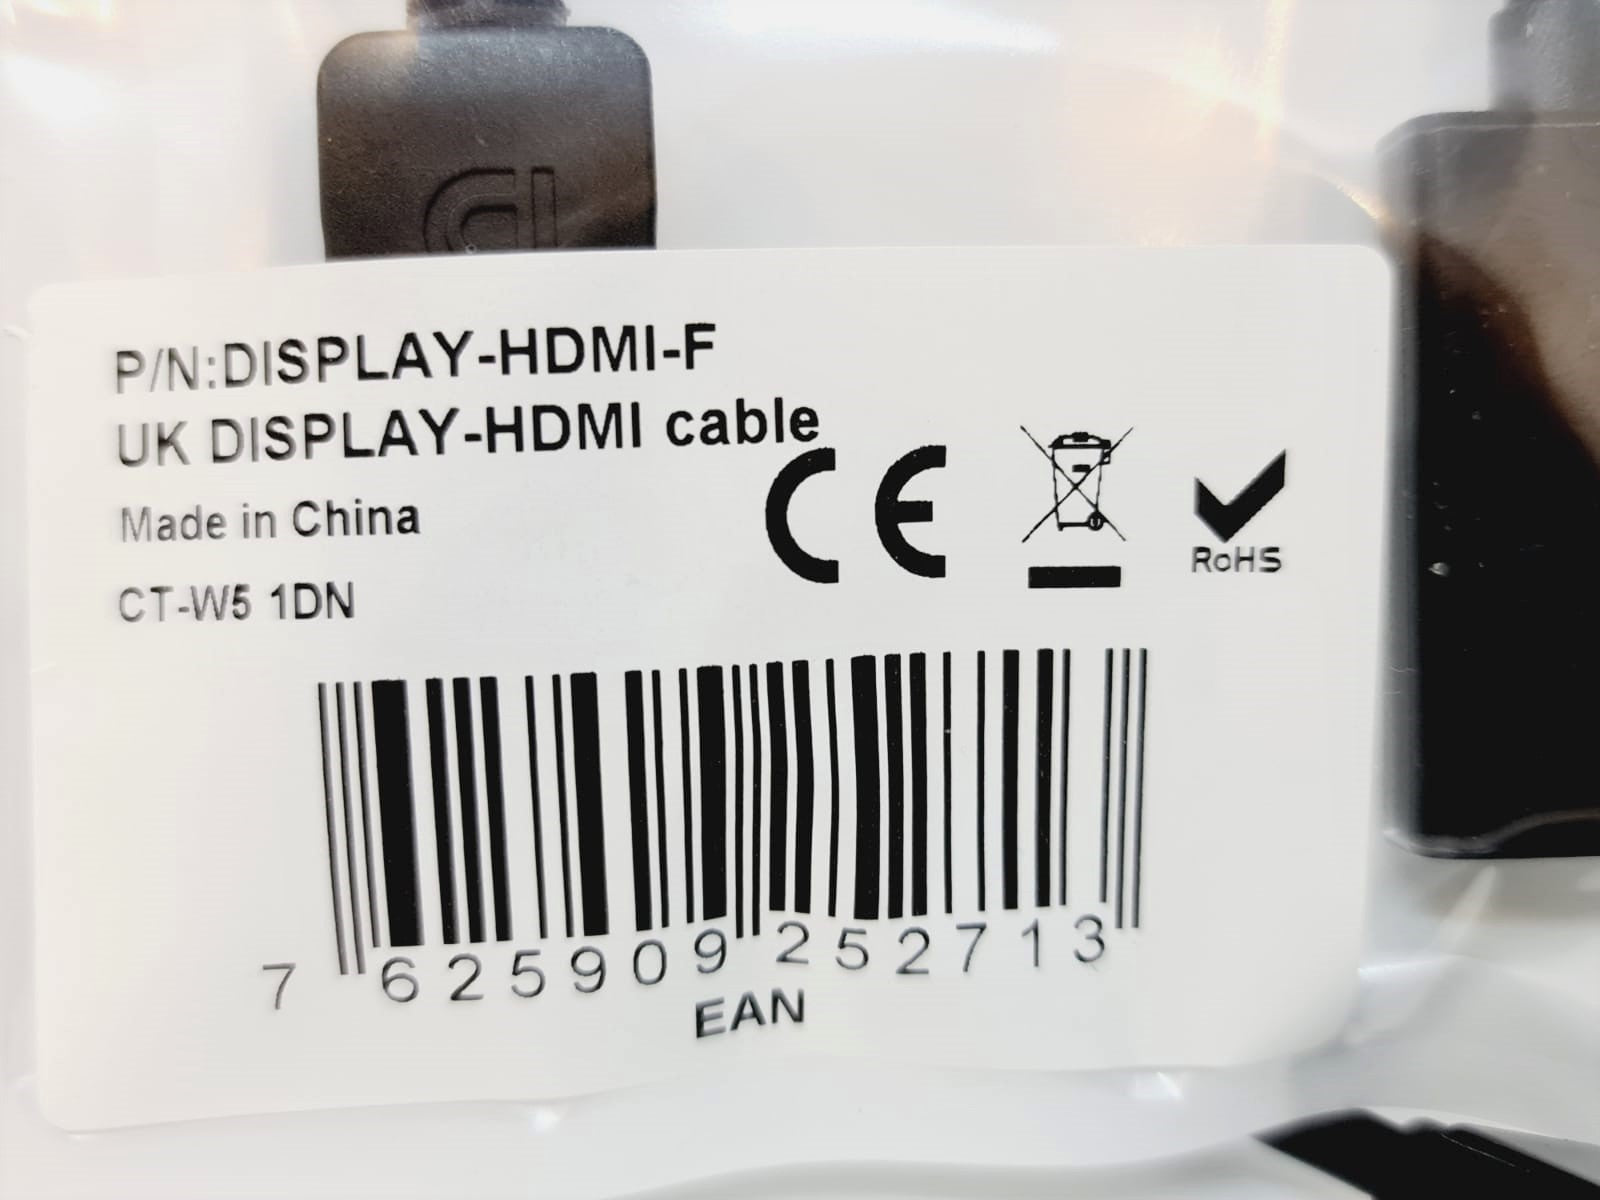 P/N:DISPLAY-HDMI-F
UK DISPLAY-HDMI cable
Made in China
CE
RoHS
CT-W5 1DN
7 625909 252713
EAN